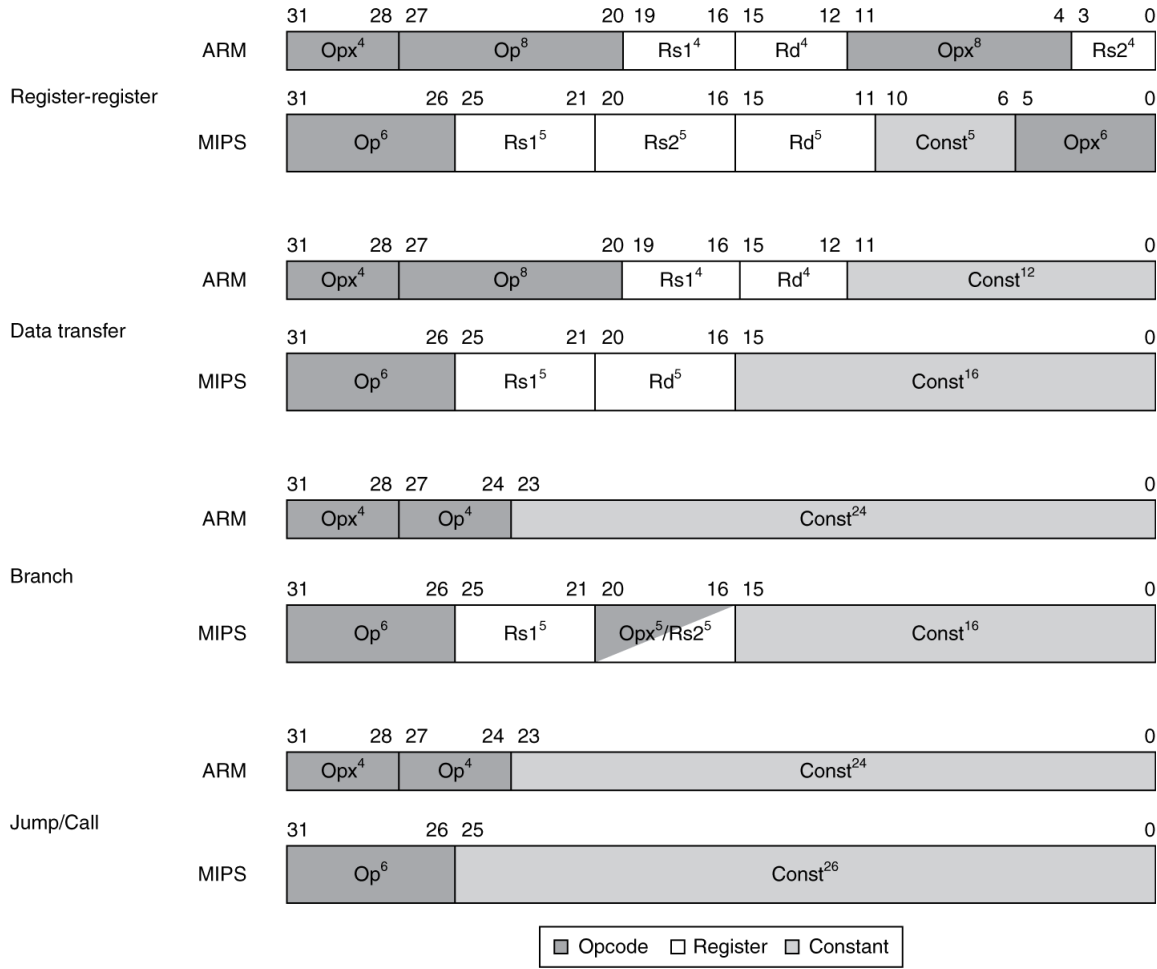 31 28 27 20 19 16 15 12 11 4 3 0
ARM Opx⁴ Op⁸ Rs1⁴ Rd⁴ Opx⁸ Rs2⁴
Register-register
31 26 25 21 20 16 15 11 10 6 5 0
MIPS Op⁶ Rs1⁵ Rs2⁵ Rd⁵ Const⁵ Opx⁶
31 28 27 20 19 16 15 12 11 0
ARM Opx⁴ Op⁸ Rs1⁴ Rd⁴ Const¹²
Data transfer
31 26 25 21 20 16 15 0
MIPS Op⁶ Rs1⁵ Rd⁵ Const¹⁶
31 28 27 24 23 0
ARM Opx⁴ Op⁴ Const²⁴
Branch
31 26 25 21 20 16 15 0
MIPS Op⁶ Rs1⁵ Opx⁵/Rs2⁵ Const¹⁶
31 28 27 24 23 0
ARM Opx⁴ Op⁴ Const²⁴
Jump/Call
31 26 25 0
MIPS Op⁶ Const²⁶
Opcode Register Constant